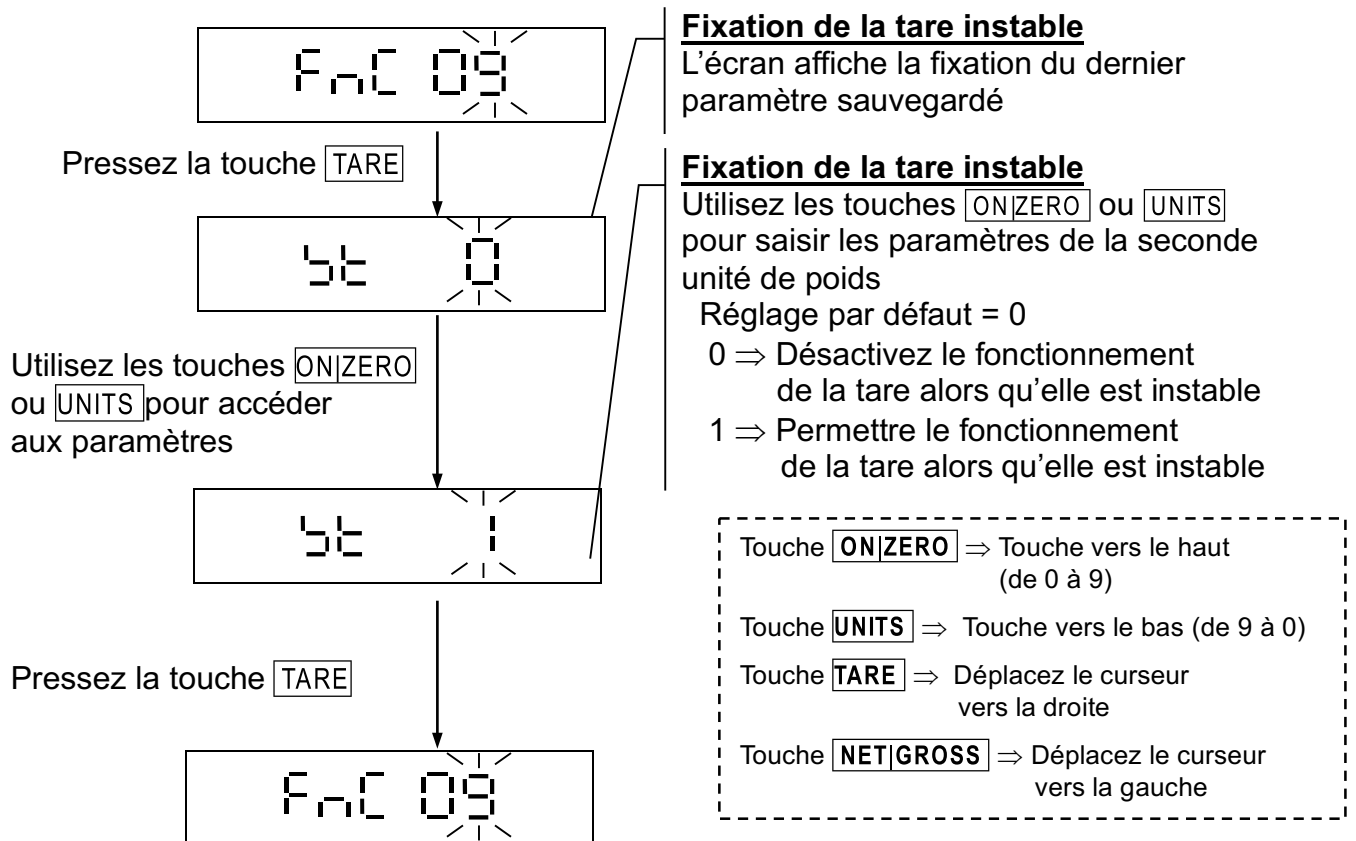 FnC 09
Pressez la touche TARE
St 0
Utilisez les touches ON|ZERO
ou UNITS pour accéder
aux paramètres
St 1
Pressez la touche TARE
FnC 09
Fixation de la tare instable
L’écran affiche la fixation du dernier
paramètre sauvegardé
Fixation de la tare instable
Utilisez les touches ON|ZERO ou UNITS
pour saisir les paramètres de la seconde
unité de poids
Réglage par défaut = 0
0 ⇒ Désactivez le fonctionnement
de la tare alors qu’elle est instable
1 ⇒ Permettre le fonctionnement
de la tare alors qu’elle est instable
Touche ON|ZERO ⇒ Touche vers le haut
(de 0 à 9)
Touche UNITS ⇒ Touche vers le bas (de 9 à 0)
Touche TARE ⇒ Déplacez le curseur
vers la droite
Touche NET|GROSS ⇒ Déplacez le curseur
vers la gauche